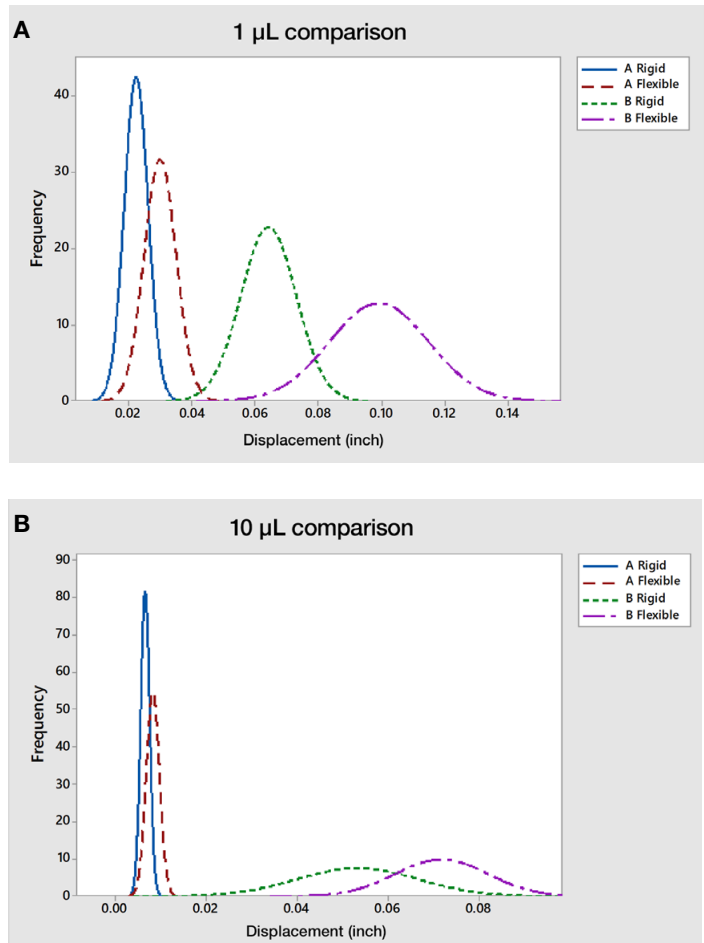 A
1 µL comparison
A Rigid
A Flexible
B Rigid
B Flexible
Frequency
40
30
20
10
0
0.02 0.04 0.06 0.08 0.10 0.12 0.14
Displacement (inch)
B
10 µL comparison
A Rigid
A Flexible
B Rigid
B Flexible
Frequency
90
80
70
60
50
40
30
20
10
0
0.00 0.02 0.04 0.06 0.08
Displacement (inch)